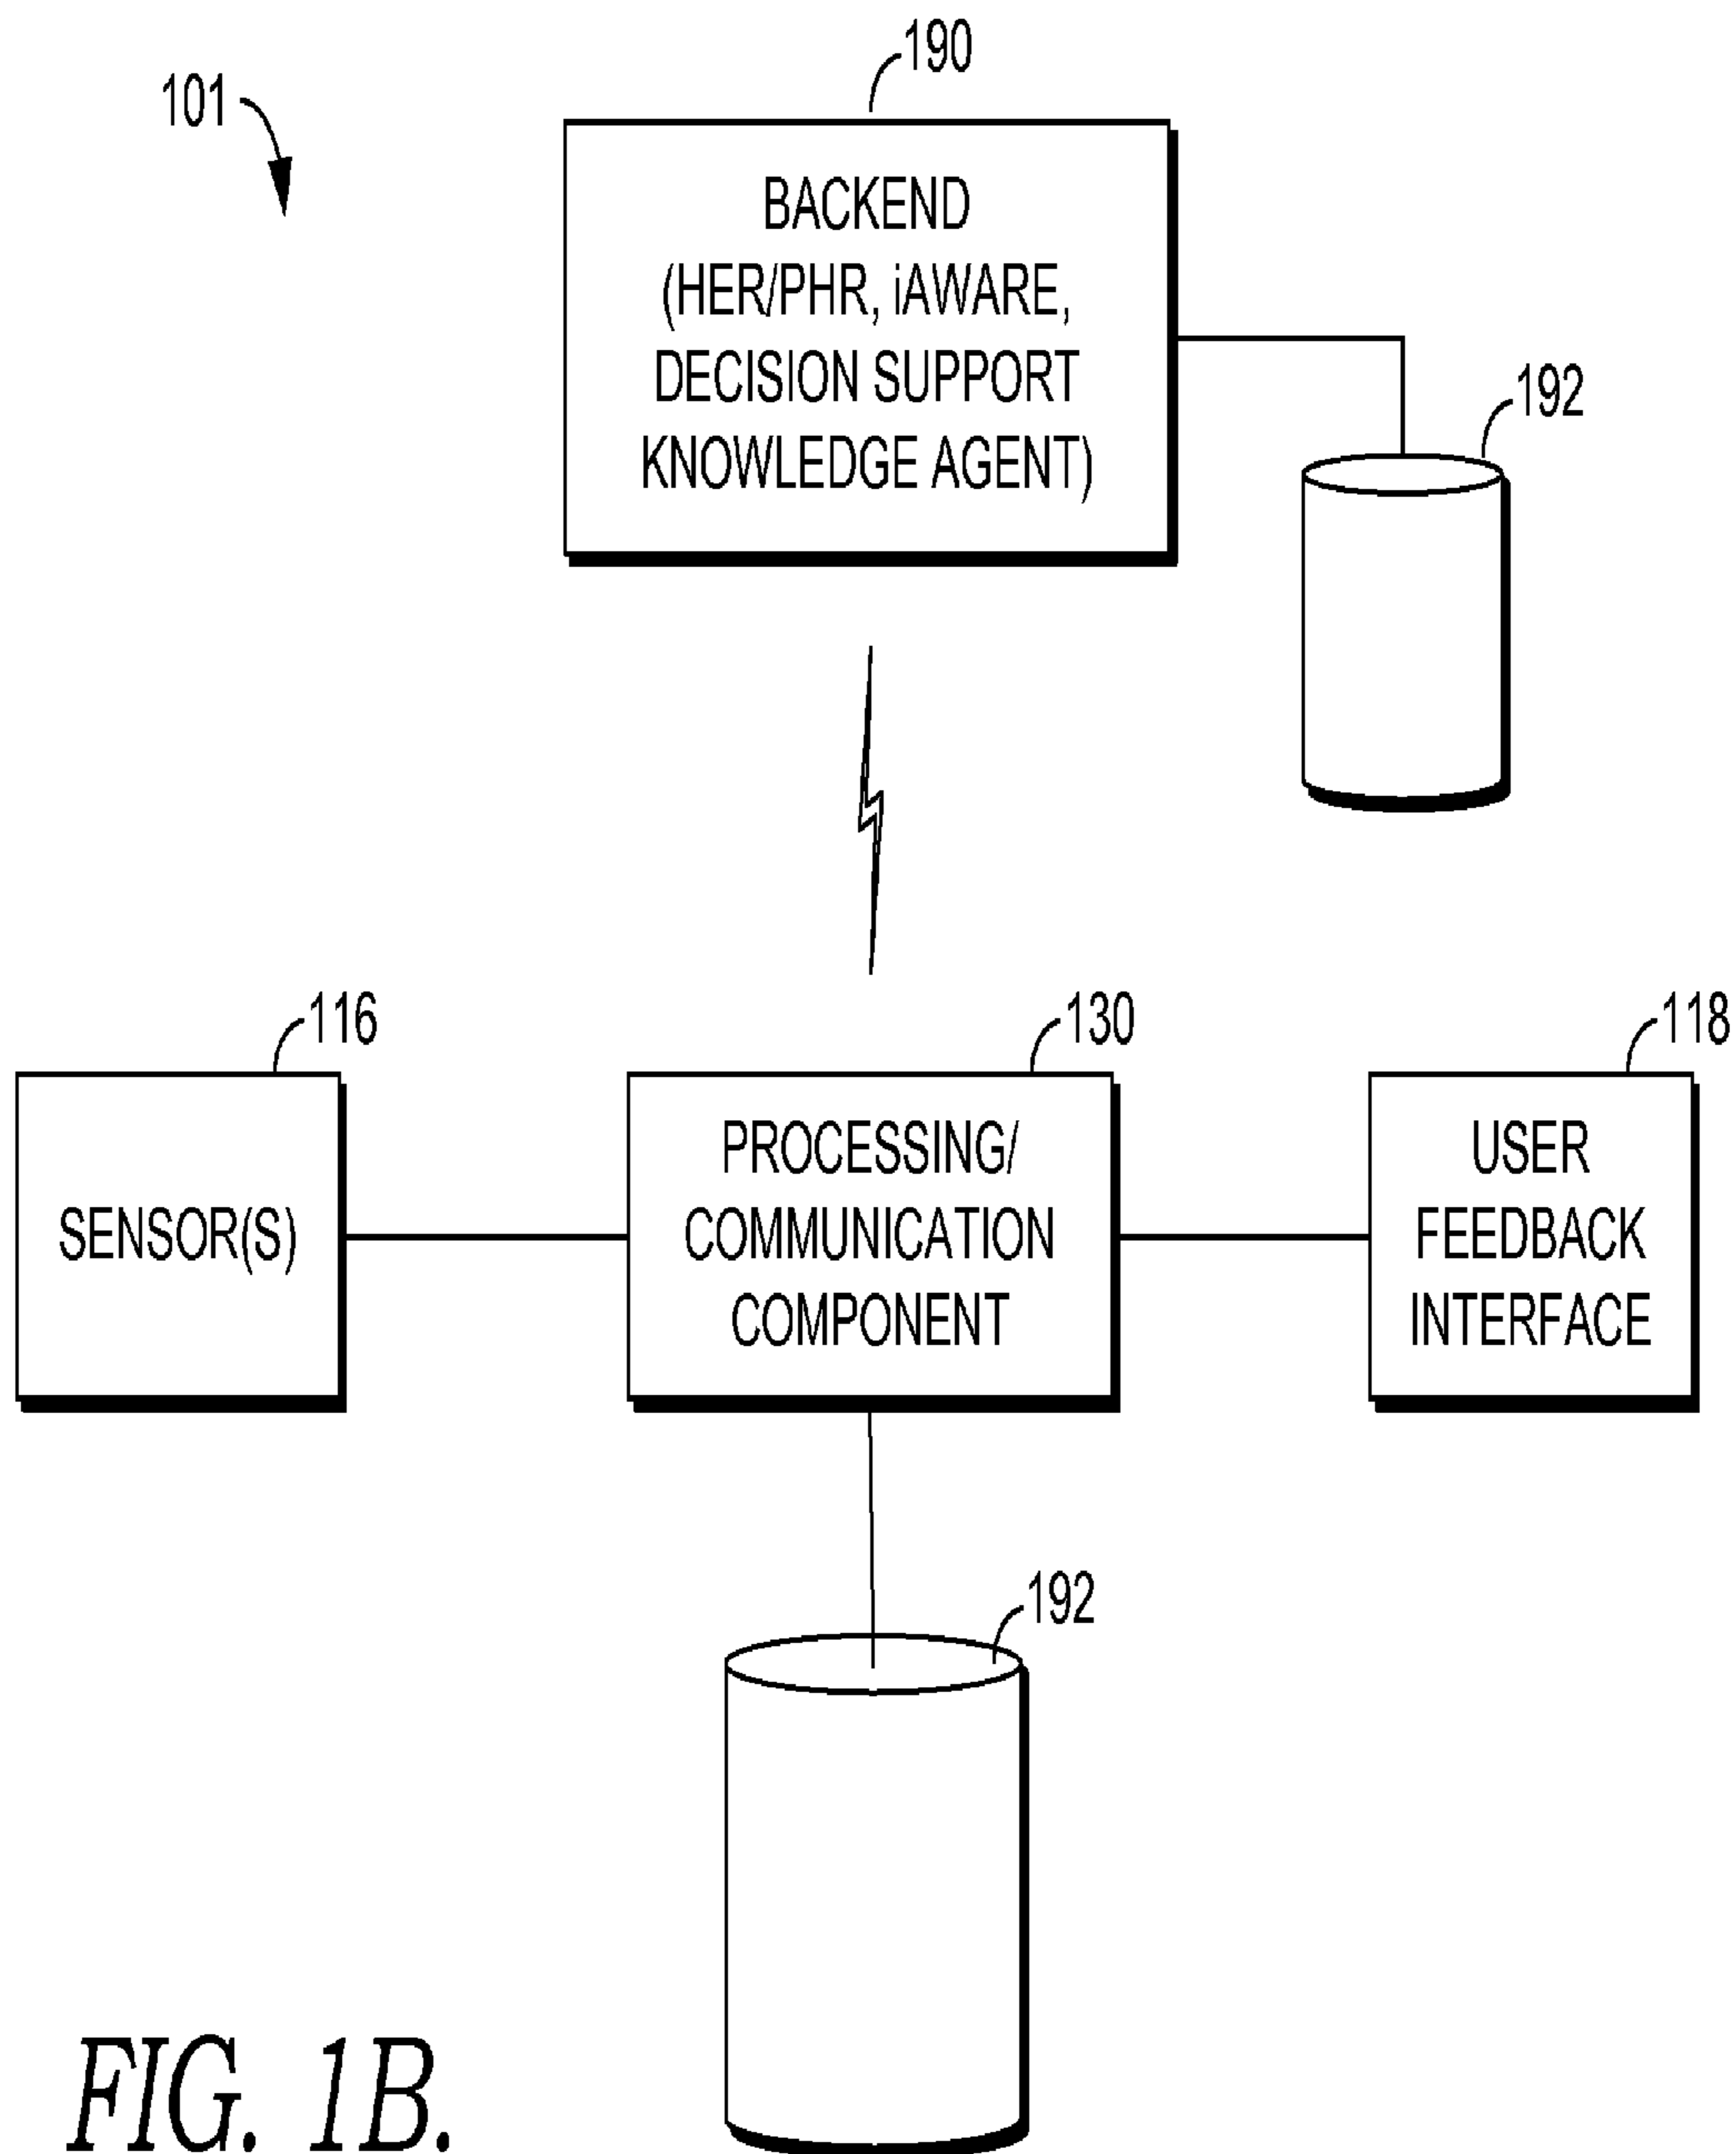 190
101
BACKEND
(HER/PHR, iAWARE,
DECISION SUPPORT
KNOWLEDGE AGENT)
192
116
130
118
SENSOR(S)
PROCESSING/
COMMUNICATION
COMPONENT
USER
FEEDBACK
INTERFACE
192
FIG. 1B.